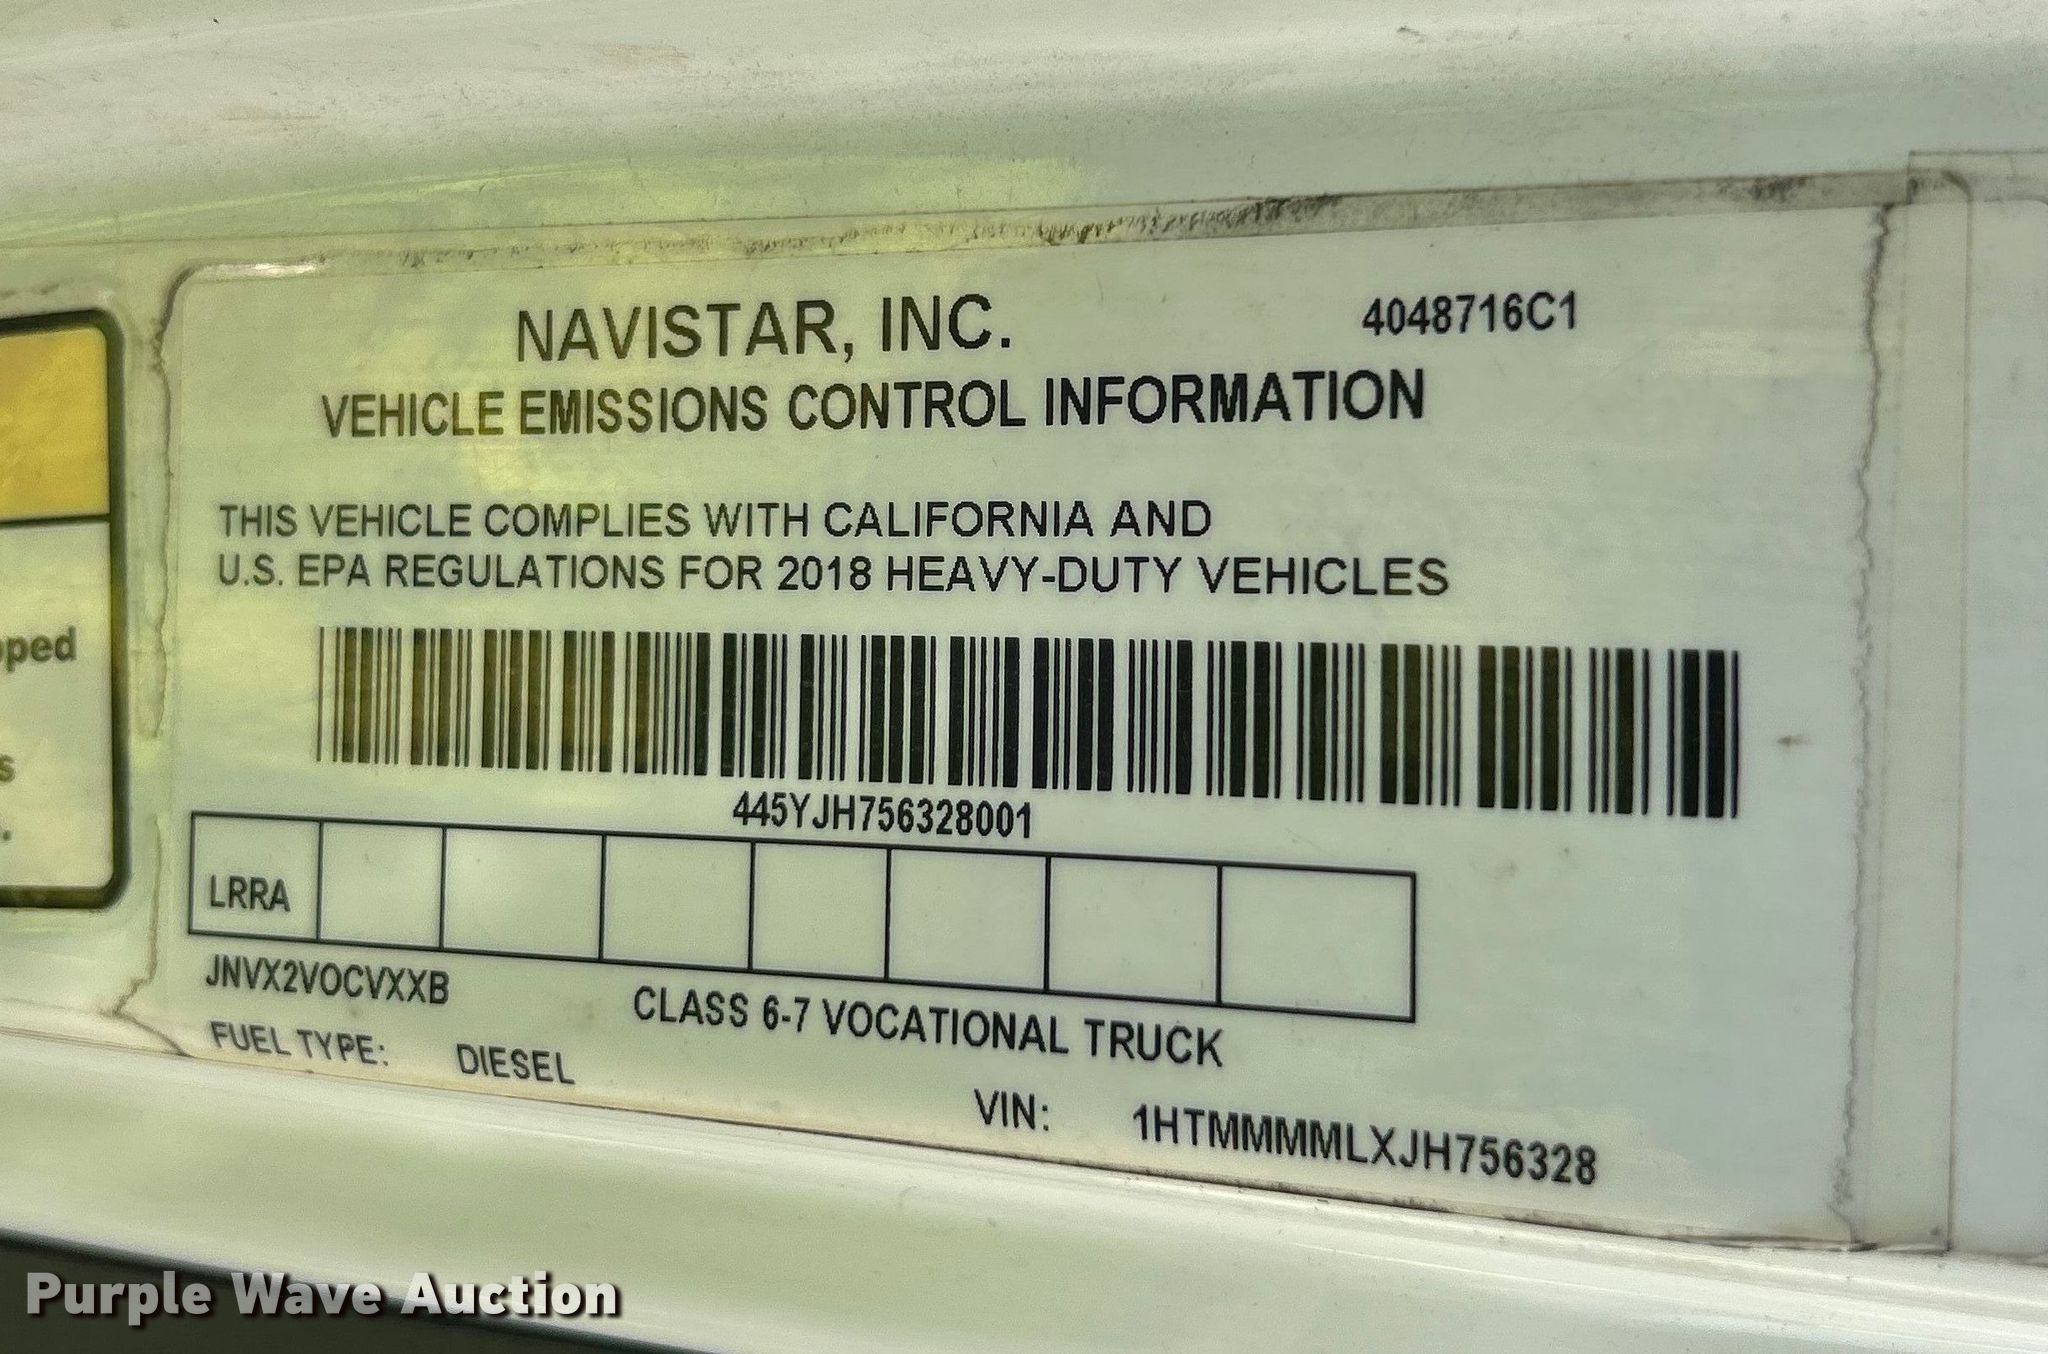 NAVISTAR, INC.
4048716C1
VEHICLE EMISSIONS CONTROL INFORMATION
THIS VEHICLE COMPLIES WITH CALIFORNIA AND
U.S. EPA REGULATIONS FOR 2018 HEAVY-DUTY VEHICLES
445YJH756328001
LRRA
JNVX2VOCVXXB
CLASS 6-7 VOCATIONAL TRUCK
FUEL TYPE: DIESEL
VIN: 1HTMMMMLXJH756328
Purple Wave Auction